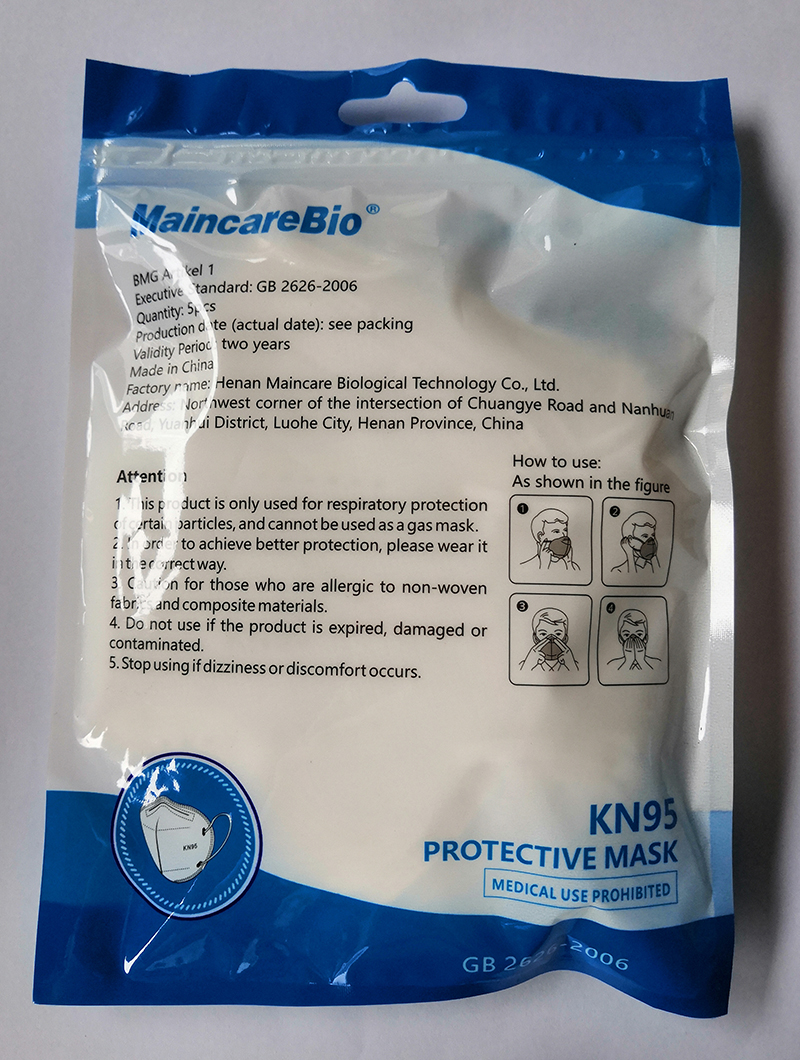 MaincareBio®
BMG Artikel 1
Executive Standard: GB 2626-2006
Quantity: 5pcs
Production date (actual date): see packing
Validity Period: two years
Made in China
Factory name: Henan Maincare Biological Technology Co., Ltd.
Address: Northwest corner of the intersection of Chuangye Road and Nanhuan
Road, Yuanhui District, Luohe City, Henan Province, China
Attention
1. This product is only used for respiratory protection
of certain particles, and cannot be used as a gas mask.
2. In order to achieve better protection, please wear it
in the correct way.
3. Caution for those who are allergic to non-woven
fabrics and composite materials.
4. Do not use if the product is expired, damaged or
contaminated.
5. Stop using if dizziness or discomfort occurs.
How to use:
As shown in the figure
1
2
3
4
KN95
KN95
PROTECTIVE MASK
MEDICAL USE PROHIBITED
GB 2626-2006